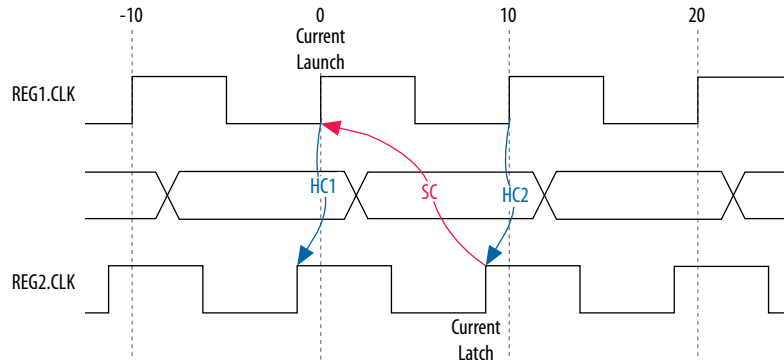 -10 0 10 20
Current
Launch
REG1.CLK
HC1 SC HC2
REG2.CLK
Current
Latch